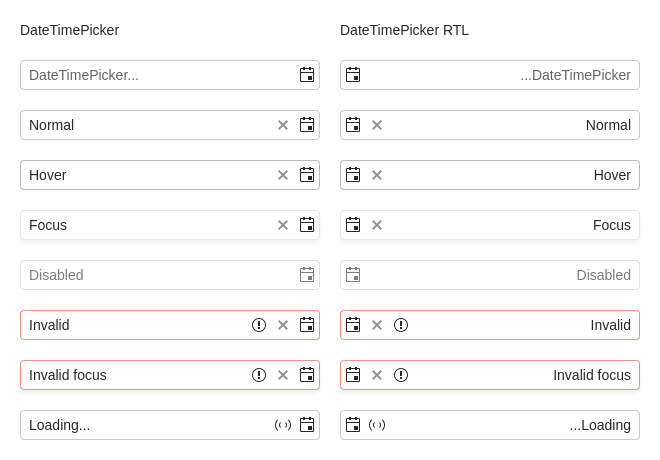 DateTimePicker
DateTimePicker RTL
DateTimePicker...
...DateTimePicker
Normal
Normal
Hover
Hover
Focus
Focus
Disabled
Disabled
Invalid
Invalid
Invalid focus
Invalid focus
Loading...
...Loading